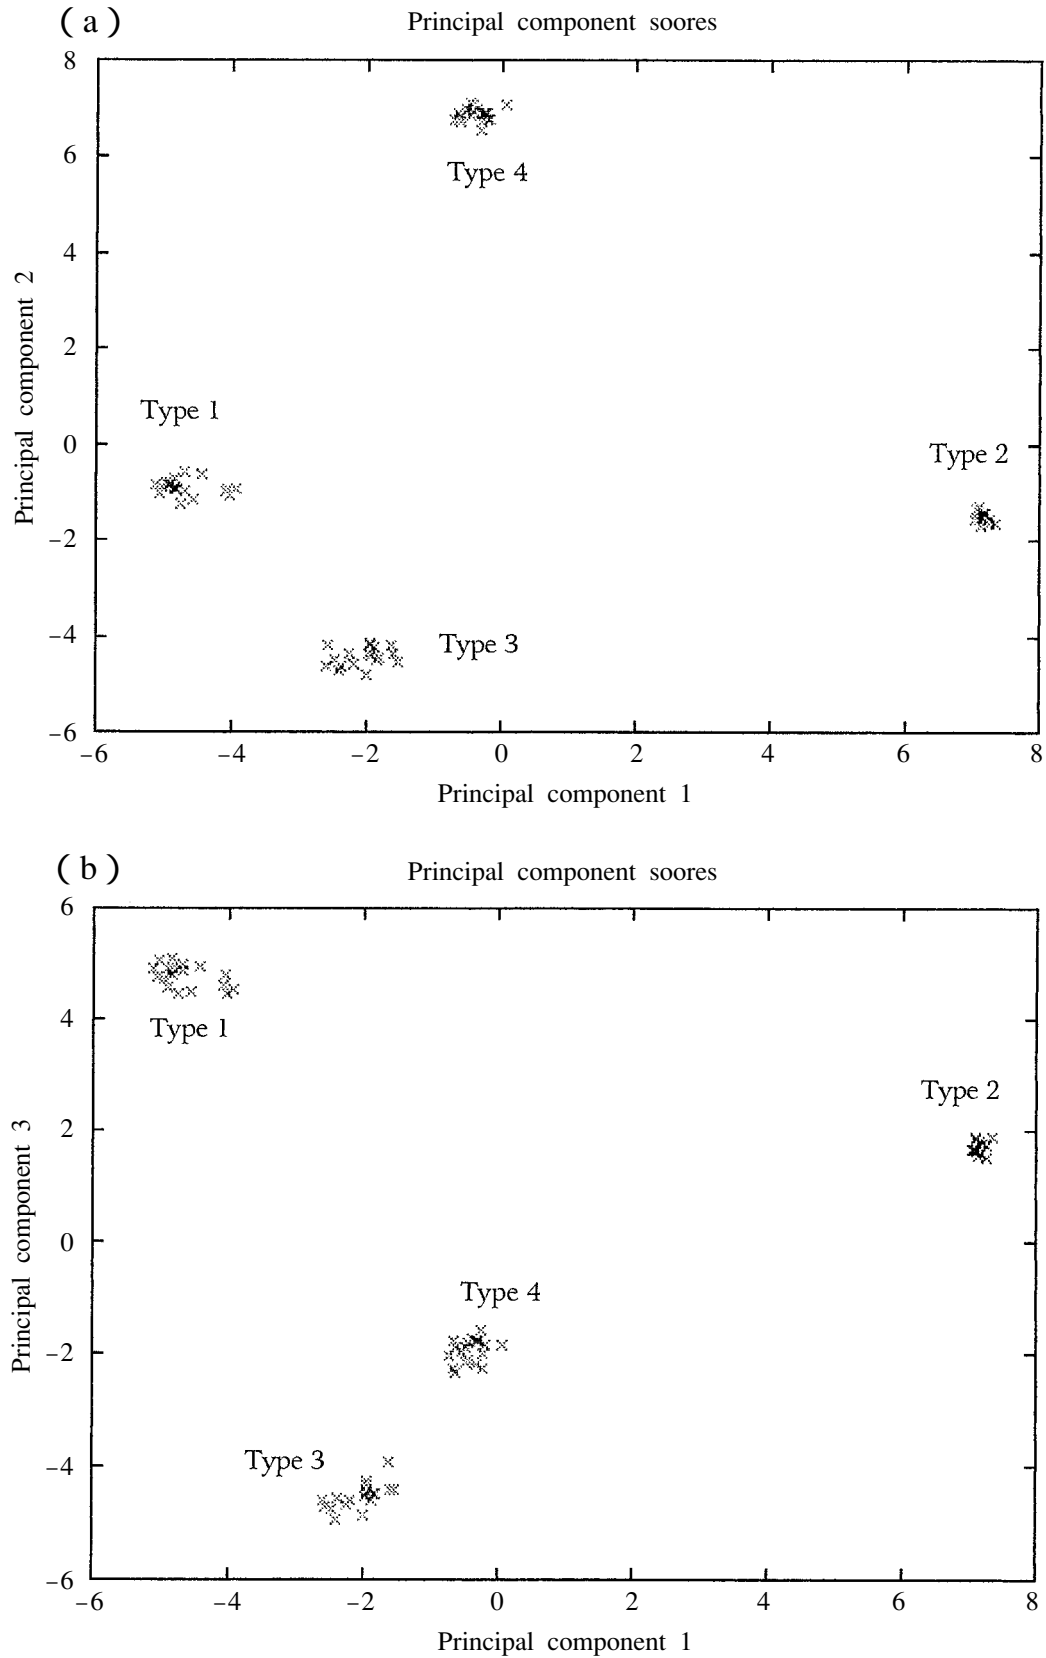 (a)
Principal component soores
8
6
4
2
0
−2
−4
−6
Principal component 2
Type 4
Type 1
Type 2
Type 3
−6 −4 −2 0 2 4 6 8
Principal component 1
(b)
Principal component soores
6
4
2
0
−2
−4
−6
Principal component 3
Type 1
Type 2
Type 4
Type 3
−6 −4 −2 0 2 4 6 8
Principal component 1